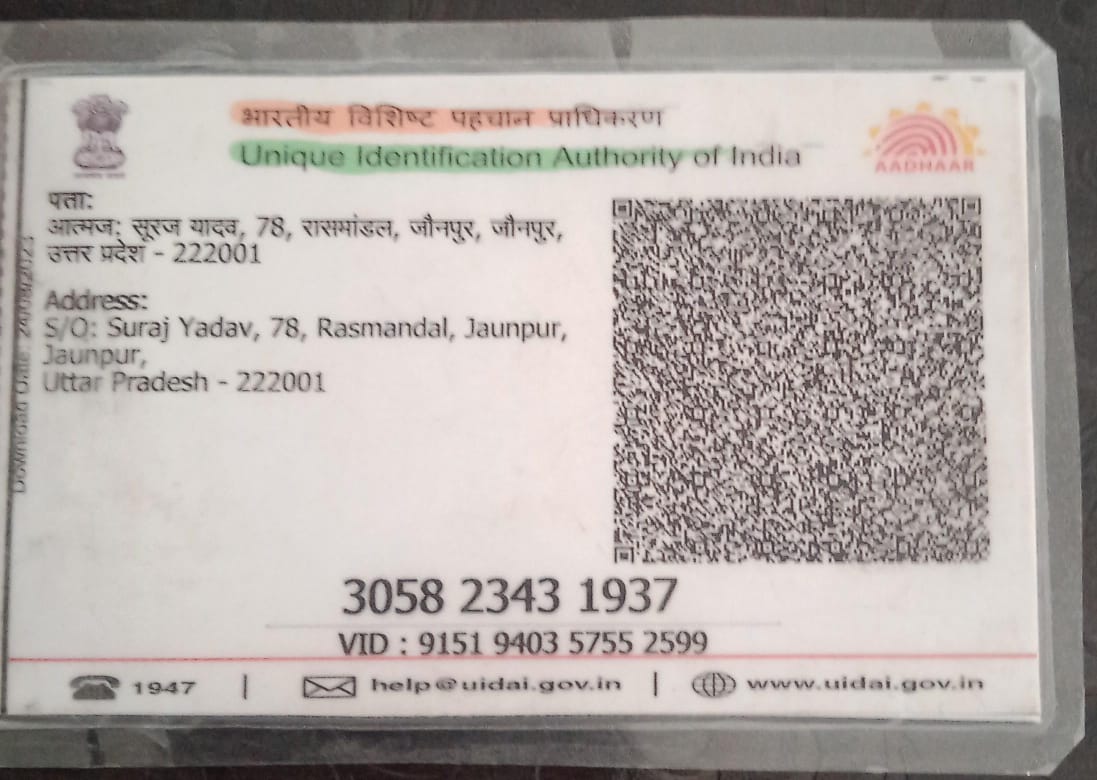 भारतीय विशिष्ट पहचान प्राधिकरण
Unique Identification Authority of India
AADHAAR
पता:
आत्मज: सूरज यादव, 78, रासमांडल, जौनपुर, जौनपुर,
उत्तर प्रदेश - 222001
Address:
S/O: Suraj Yadav, 78, Rasmandal, Jaunpur,
Jaunpur,
Uttar Pradesh - 222001
Download Date:
3058 2343 1937
VID : 9151 9403 5755 2599
1947 | help@uidai.gov.in | www.uidai.gov.in